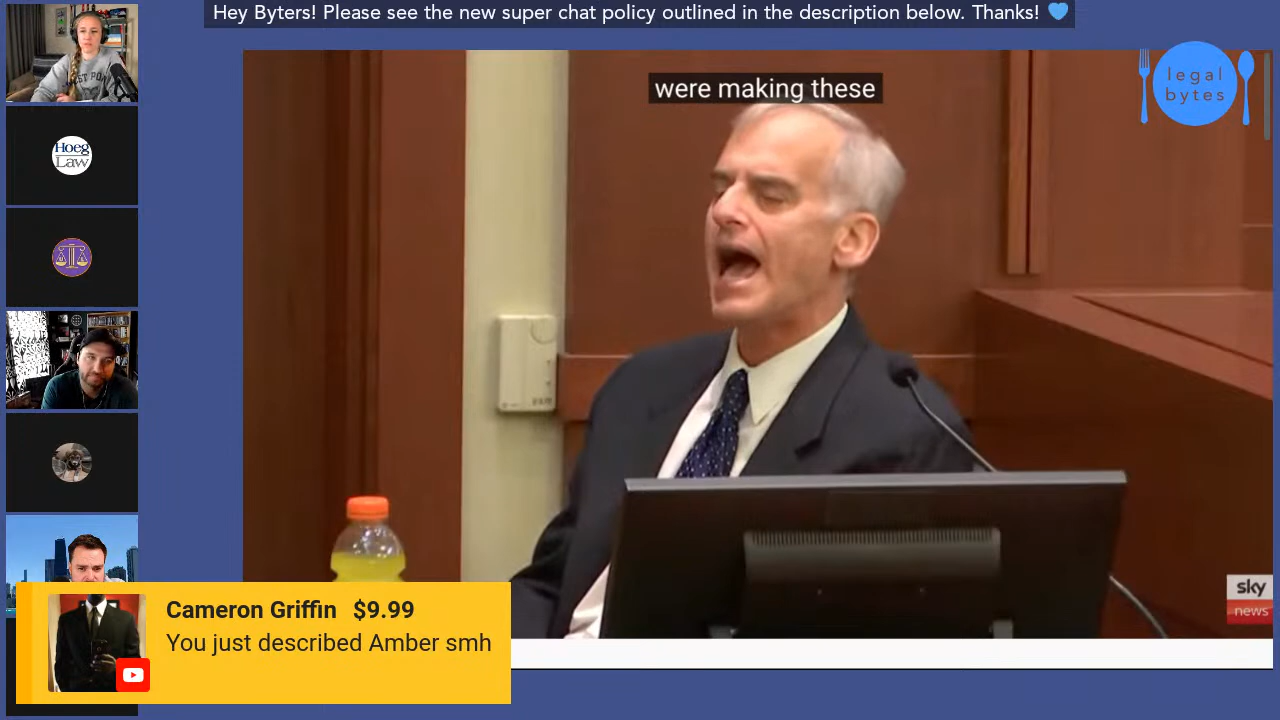 Hey Byters! Please see the new super chat policy outlined in the description below. Thanks! 💙
were making these
legal
bytes
Hoeg
Law
sky
news
Cameron Griffin $9.99
You just described Amber smh